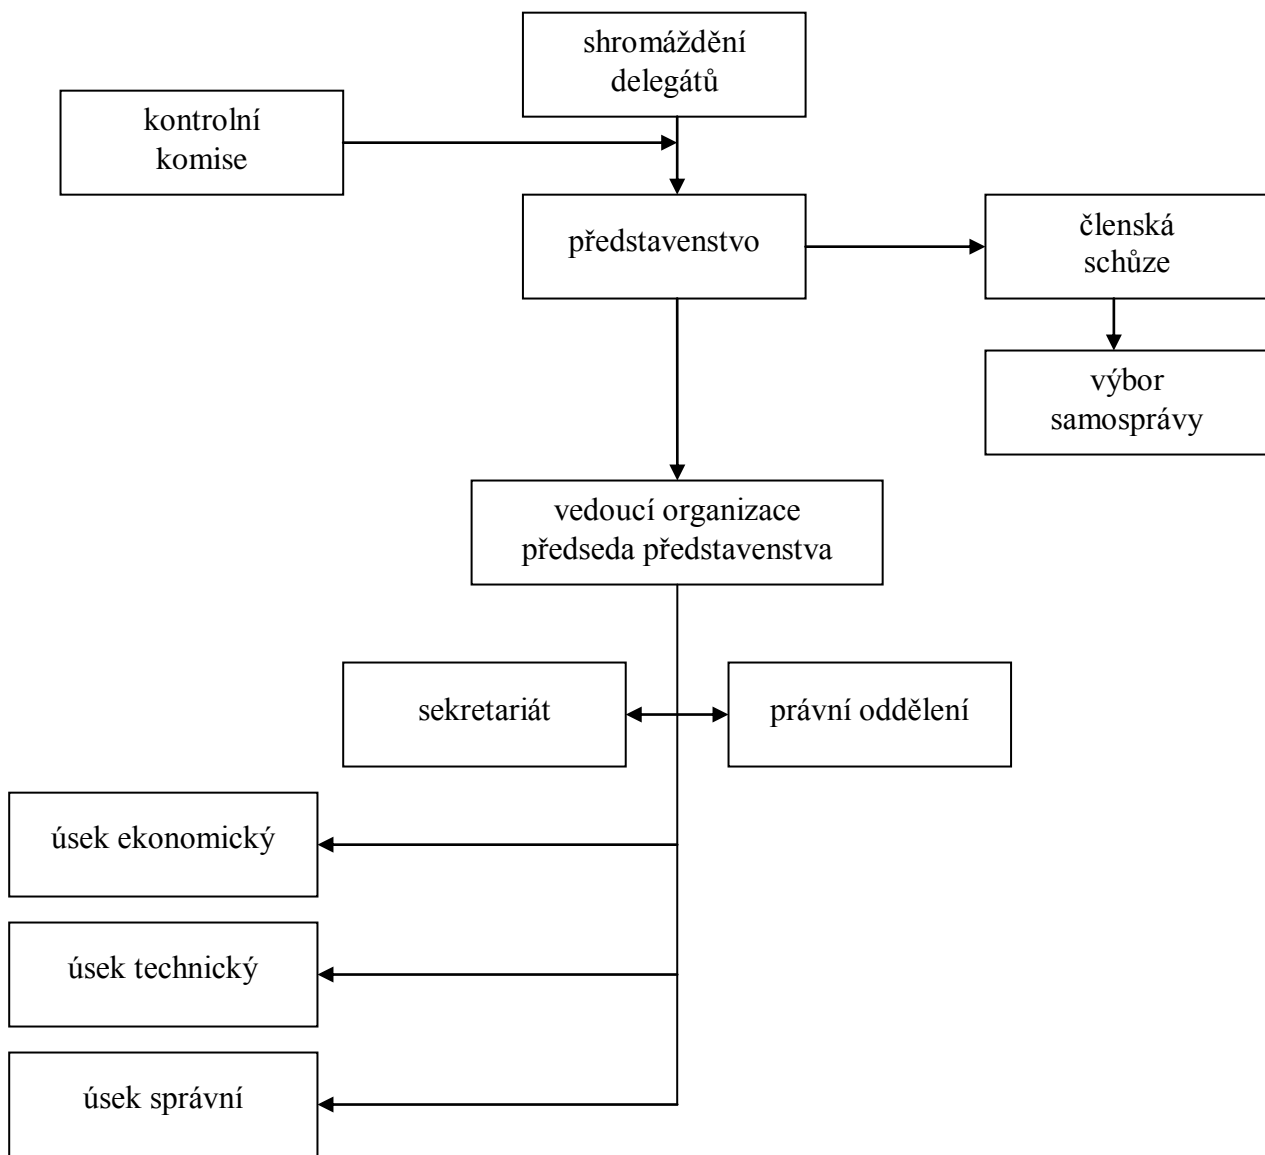 shromáždění
delegátů
kontrolní
komise
představenstvo
členská
schůze
výbor
samosprávy
vedoucí organizace
předseda představenstva
sekretariát
právní oddělení
úsek ekonomický
úsek technický
úsek správní